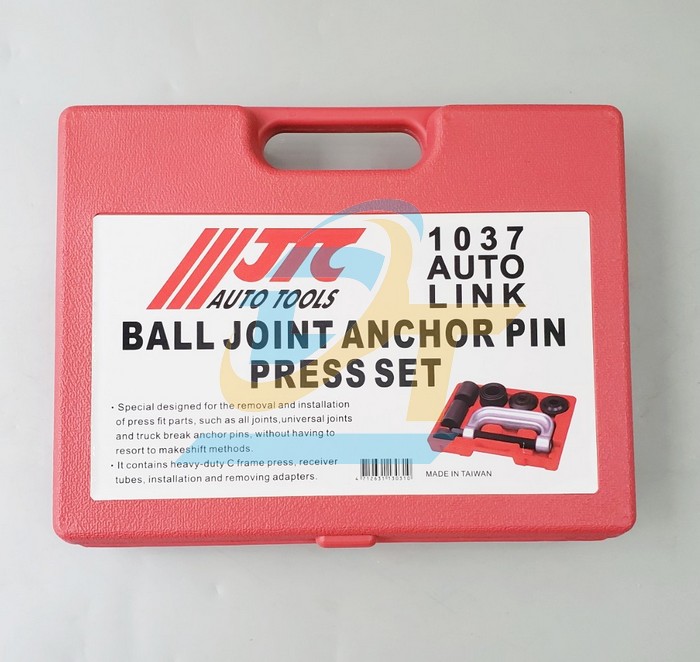 JTC
AUTO TOOLS
1037
AUTO
LINK
BALL JOINT ANCHOR PIN
PRESS SET
· Special designed for the removal and installation
of press fit parts, such as all joints,universal joints
and truck break anchor pins, without having to
resort to makeshift methods.
· It contains heavy-duty C frame press, receiver
tubes, installation and removing adapters.
MADE IN TAIWAN